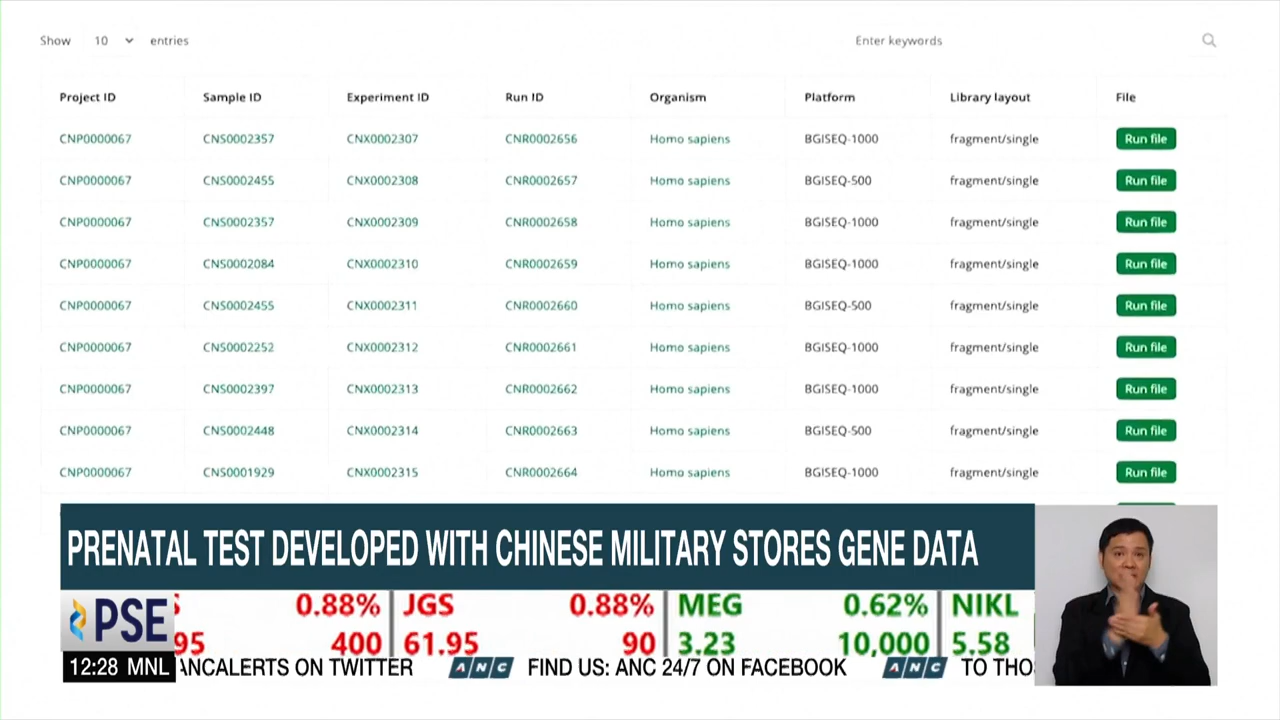 Show 10 entries Enter keywords
Project ID Sample ID Experiment ID Run ID Organism Platform Library layout File
CNP0000067 CNS0002357 CNX0002307 CNR0002656 Homo sapiens BGISEQ-1000 fragment/single Run file
CNP0000067 CNS0002455 CNX0002308 CNR0002657 Homo sapiens BGISEQ-500 fragment/single Run file
CNP0000067 CNS0002357 CNX0002309 CNR0002658 Homo sapiens BGISEQ-1000 fragment/single Run file
CNP0000067 CNS0002084 CNX0002310 CNR0002659 Homo sapiens BGISEQ-1000 fragment/single Run file
CNP0000067 CNS0002455 CNX0002311 CNR0002660 Homo sapiens BGISEQ-500 fragment/single Run file
CNP0000067 CNS0002252 CNX0002312 CNR0002661 Homo sapiens BGISEQ-1000 fragment/single Run file
CNP0000067 CNS0002397 CNX0002313 CNR0002662 Homo sapiens BGISEQ-1000 fragment/single Run file
CNP0000067 CNS0002448 CNX0002314 CNR0002663 Homo sapiens BGISEQ-500 fragment/single Run file
CNP0000067 CNS0001929 CNX0002315 CNR0002664 Homo sapiens BGISEQ-1000 fragment/single Run file
PRENATAL TEST DEVELOPED WITH CHINESE MILITARY STORES GENE DATA
PSE S 0.88% JGS 0.88% MEG 0.62% NIKL
95 400 61.95 90 3.23 10,000 5.58
12:28 MNL ANCALERTS ON TWITTER ANC FIND US: ANC 24/7 ON FACEBOOK ANC TO THO